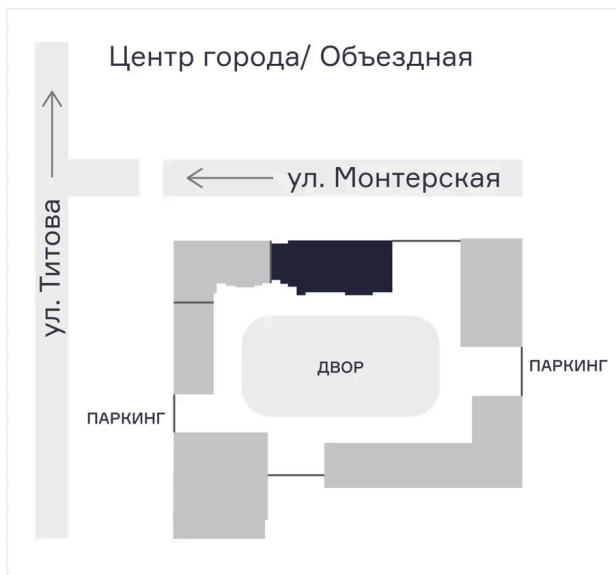 Центр города/ Объездная
ул. Монтерская
ул. Титова
ДВОР
ПАРКИНГ
ПАРКИНГ